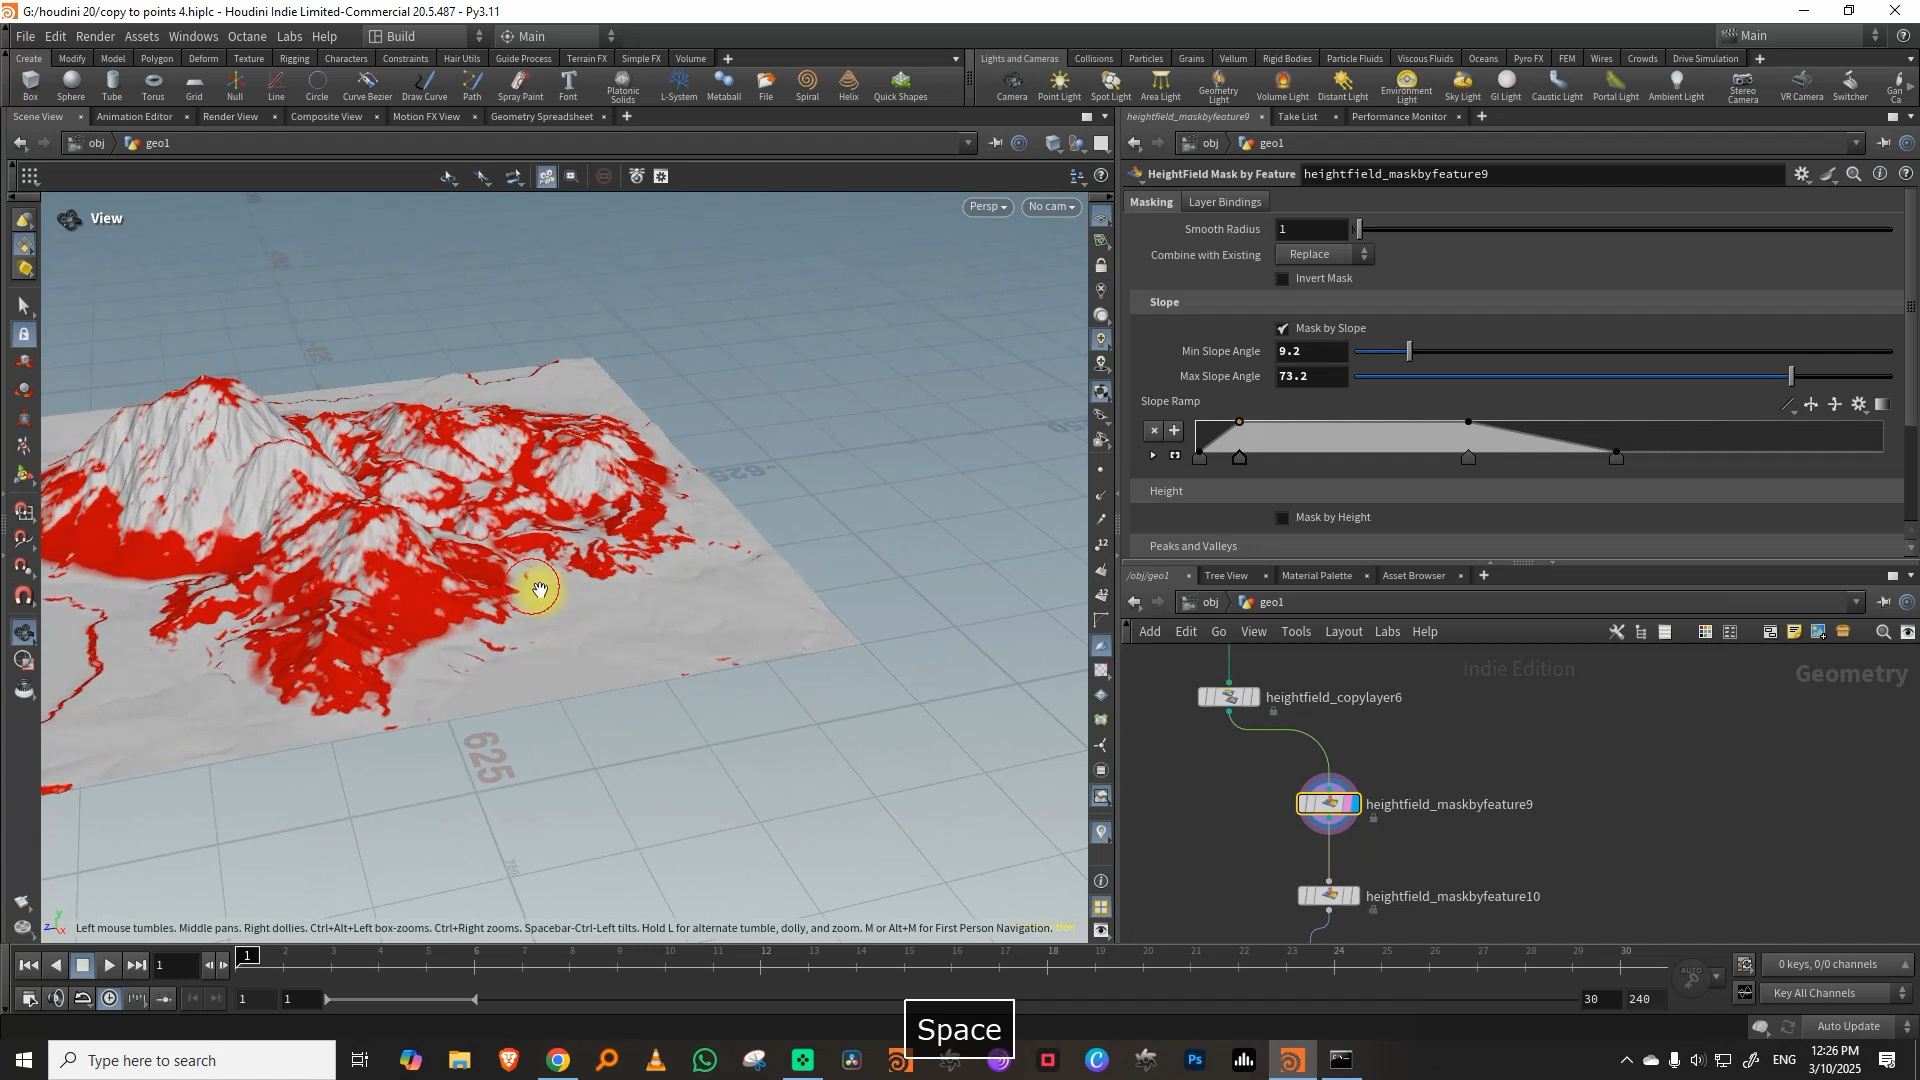 G:/houdini 20/copy to points 4.hiplc - Houdini Indie Limited-Commercial 20.5.487 - Py3.11
File Edit Render Assets Windows Octane Labs Help Build Main Main
Create Modify Model Polygon Deform Texture Rigging Characters Constraints Hair Utils Guide Process Terrain FX Simple FX Volume
Lights and Cameras Collisions Particles Grains Vellum Rigid Bodies Particle Fluids Viscous Fluids Oceans Pyro FX FEM Wires Crowds Drive Simulation
Box Sphere Tube Torus Grid Null Line Circle Curve Bezier Draw Curve Path Spray Paint Font Platonic Solids L-System Metaball File Spiral Helix Quick Shapes
Camera Point Light Spot Light Area Light Geometry Light Volume Light Distant Light Environment Light Sky Light GI Light Caustic Light Portal Light Ambient Light Stereo Camera VR Camera Switcher Gan Ca
Scene View Animation Editor Render View Composite View Motion FX View Geometry Spreadsheet
heightfield_maskbyfeature9 Take List Performance Monitor
obj geo1
obj geo1
HeightField Mask by Feature heightfield_maskbyfeature9
View Persp No cam
Masking Layer Bindings
Smooth Radius 1
Combine with Existing Replace
Invert Mask
Slope
Mask by Slope
Min Slope Angle 9.2
Max Slope Angle 73.2
Slope Ramp
Height
Mask by Height
Peaks and Valleys
/obj/geo1 Tree View Material Palette Asset Browser
obj geo1
Add Edit Go View Tools Layout Labs Help
Indie Edition
Geometry
heightfield_copylayer6
heightfield_maskbyfeature9
heightfield_maskbyfeature10
625
-625
12
12
Left mouse tumbles. Middle pans. Right dollies. Ctrl+Alt+Left box-zooms. Ctrl+Right zooms. Spacebar-Ctrl-Left tilts. Hold L for alternate tumble, dolly, and zoom. M or Alt+M for First Person Navigation.
1 1 2 3 4 5 6 7 8 9 10 11 12 13 14 15 16 17 18 19 20 21 22 23 24 25 26 27 28 29 30
AUTO
0 keys, 0/0 channels
1 1 30 240 Key All Channels
Space
Auto Update
Type here to search
Ps
ENG
12:26 PM
3/10/2025